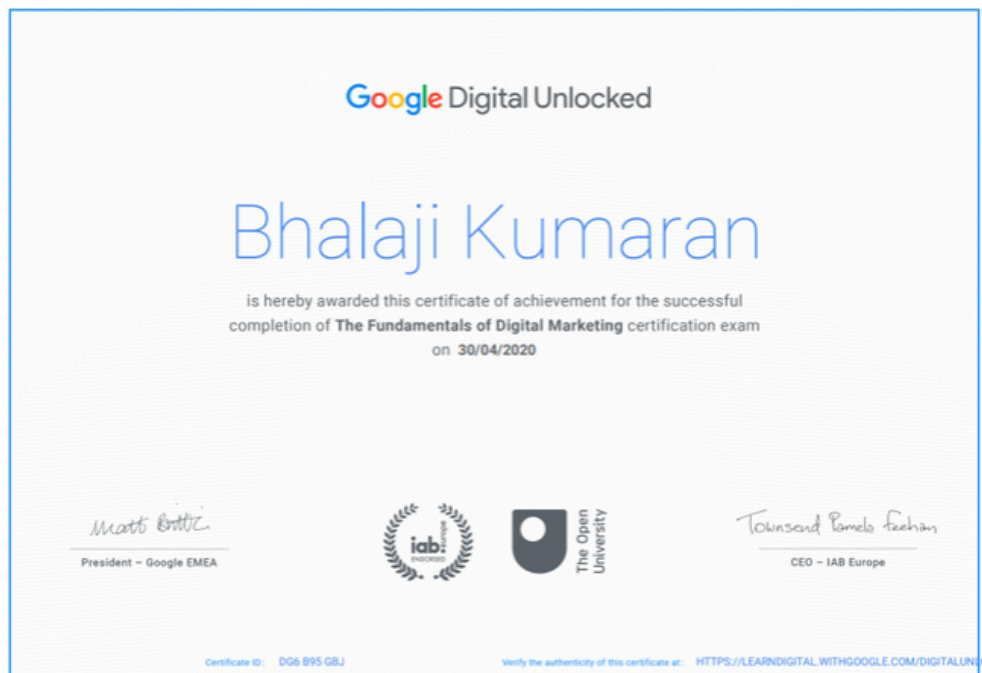 Google Digital Unlocked
Bhalaji Kumaran
is hereby awarded this certificate of achievement for the successful
completion of The Fundamentals of Digital Marketing certification exam
on 30/04/2020
Matt Brittin
President – Google EMEA
iab europe
ENDORSED
The Open
University
Townsend Pamela Feehan
CEO – IAB Europe
Certificate ID : DG6 B95 GBJ
Verify the authenticity of this certificate at : HTTPS://LEARNDIGITAL.WITHGOOGLE.COM/DIGITALUNL